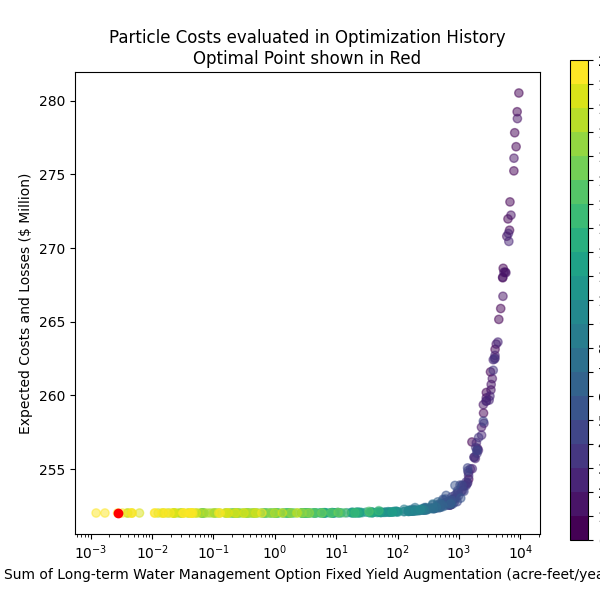 Particle Costs evaluated in Optimization History
Optimal Point shown in Red
Expected Costs and Losses ($ Million)
280
275
270
265
260
255
10⁻³ 10⁻² 10⁻¹ 10⁰ 10¹ 10² 10³ 10⁴
Sum of Long-term Water Management Option Fixed Yield Augmentation (acre-feet/yea